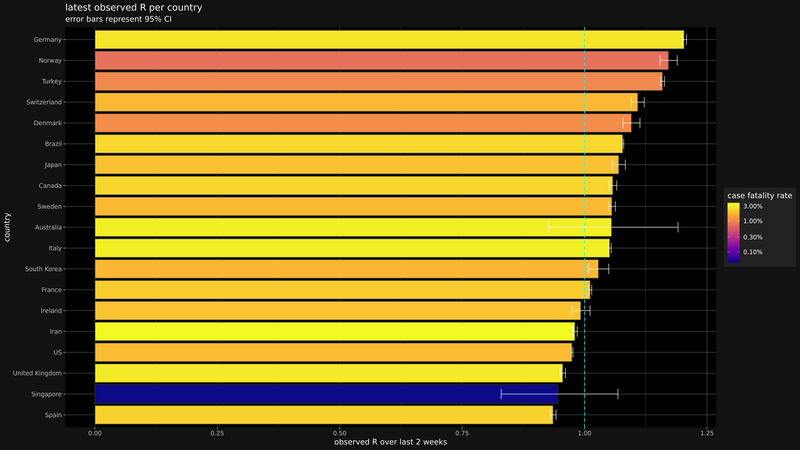 latest observed R per country
error bars represent 95% CI
country
Germany
Norway
Turkey
Switzerland
Denmark
Brazil
Japan
Canada
Sweden
Australia
Italy
South Korea
France
Ireland
Iran
US
United Kingdom
Singapore
Spain
0.00 0.25 0.50 0.75 1.00 1.25
observed R over last 2 weeks
case fatality rate
3.00%
1.00%
0.30%
0.10%